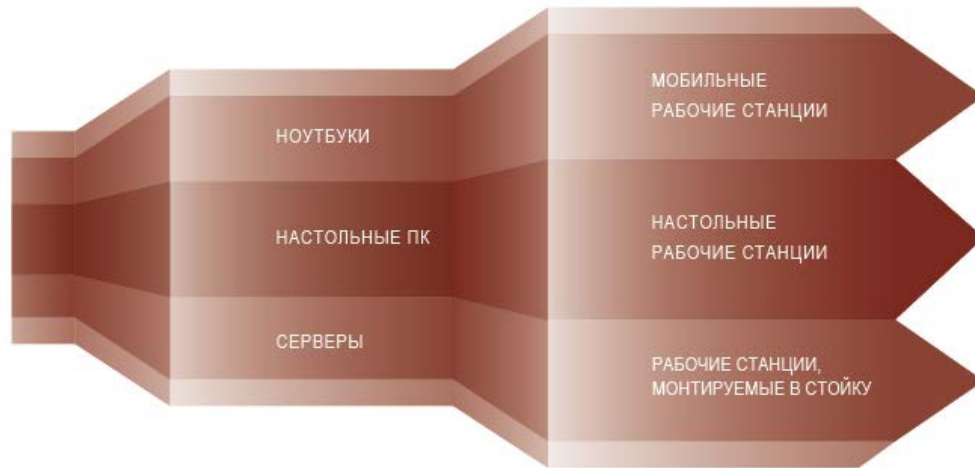 НОУТБУКИ
НАСТОЛЬНЫЕ ПК
СЕРВЕРЫ
МОБИЛЬНЫЕ
РАБОЧИЕ СТАНЦИИ
НАСТОЛЬНЫЕ
РАБОЧИЕ СТАНЦИИ
РАБОЧИЕ СТАНЦИИ,
МОНТИРУЕМЫЕ В СТОЙКУ